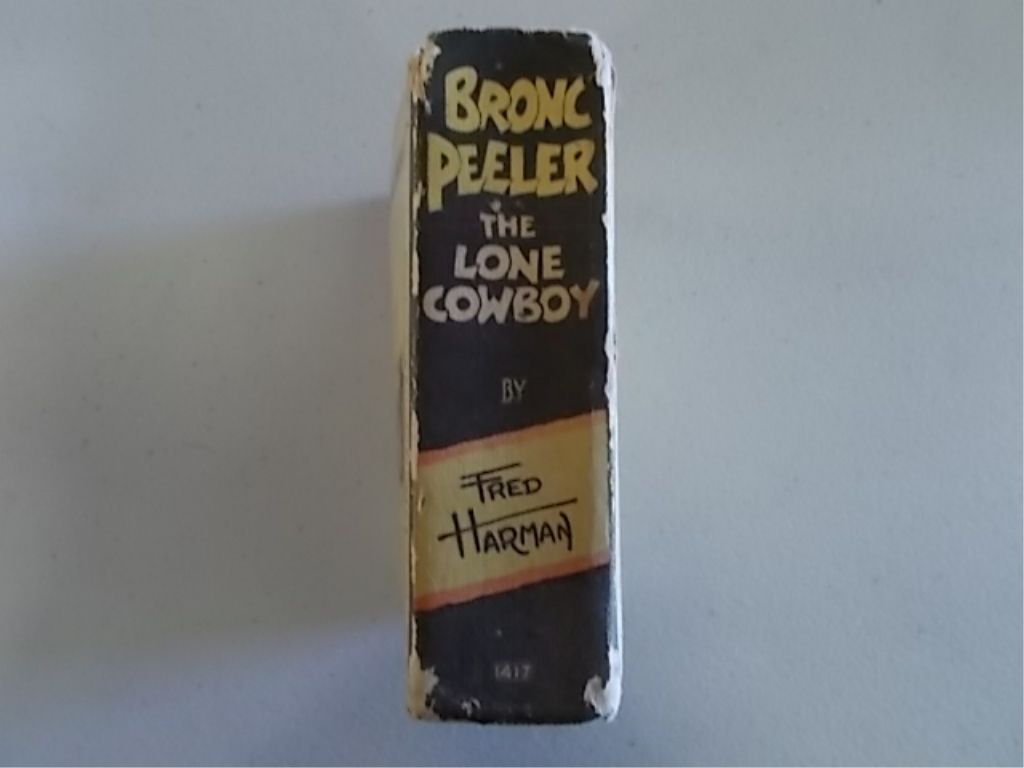 BRONC
PEELER
THE
LONE
COWBOY
BY
FRED
HARMAN
1417